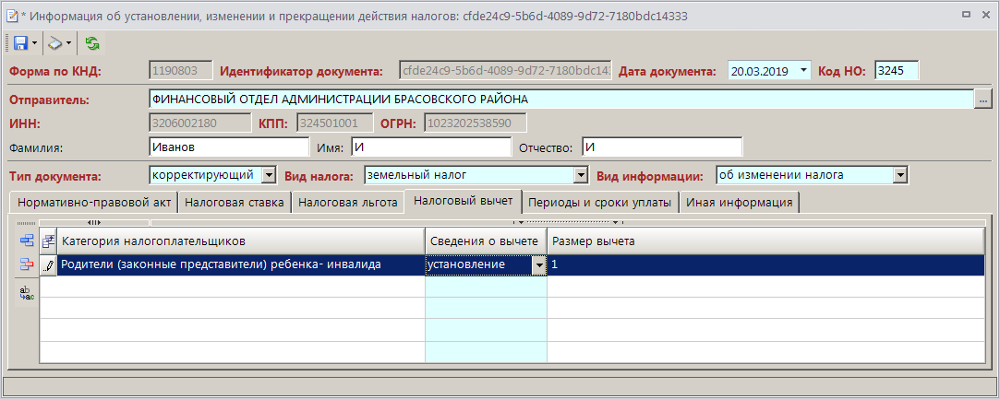 * Информация об установлении, изменении и прекращении действия налогов: cfde24c9-5b6d-4089-9d72-7180bdc14333
Форма по КНД: 1190803 Идентификатор документа: cfde24c9-5b6d-4089-9d72-7180bdc143 Дата документа: 20.03.2019 Код НО: 3245
Отправитель: ФИНАНСОВЫЙ ОТДЕЛ АДМИНИСТРАЦИИ БРАСОВСКОГО РАЙОНА ...
ИНН: 3206002180 КПП: 324501001 ОГРН: 1023202538590
Фамилия: Иванов Имя: И Отчество: И
Тип документа: корректирующий Вид налога: земельный налог Вид информации: об изменении налога
Нормативно-правовой акт Налоговая ставка Налоговая льгота Налоговый вычет Периоды и сроки уплаты Иная информация
Категория налогоплательщиков Сведения о вычете Размер вычета
Родители (законные представители) ребенка- инвалида установление 1
ab
ac